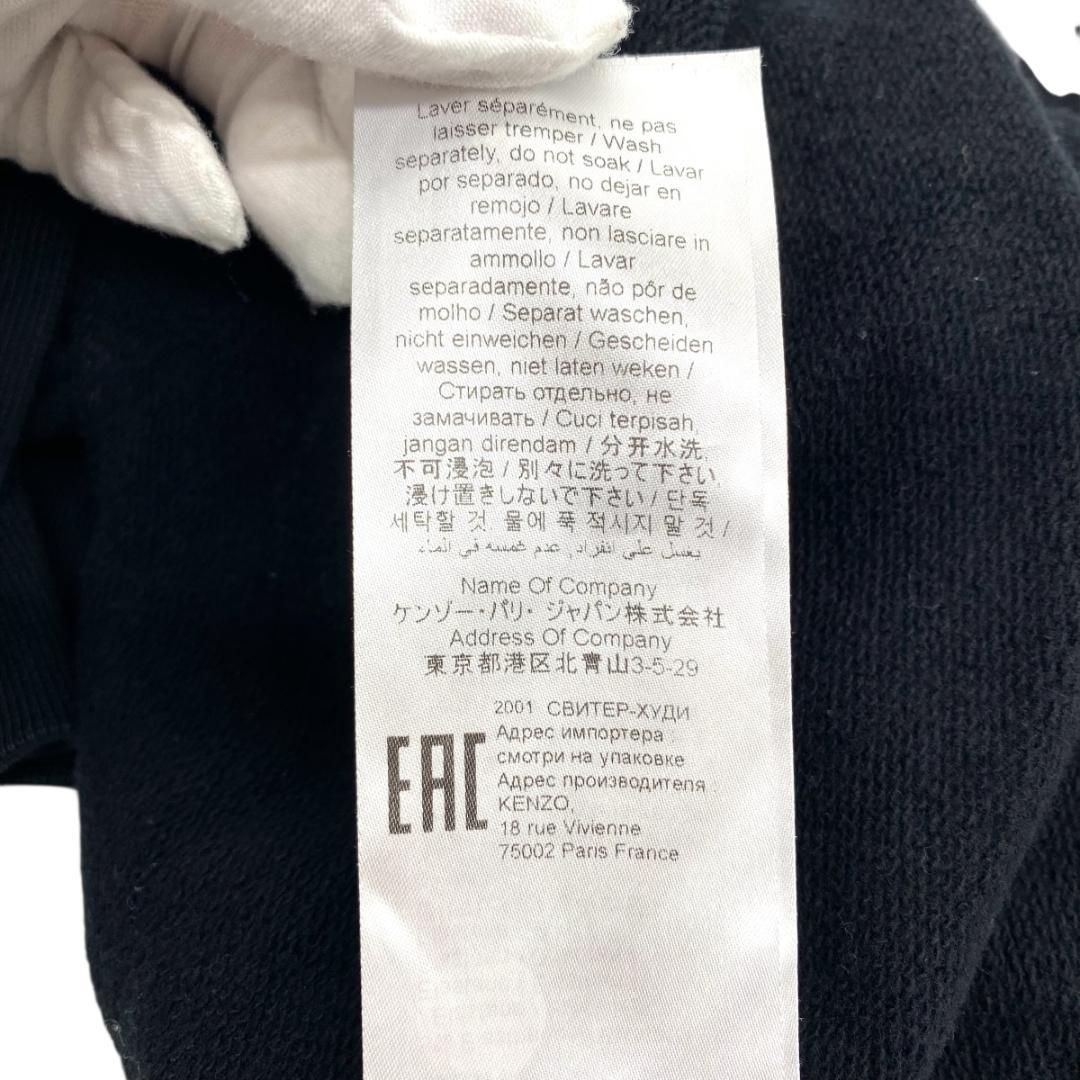 Laver séparément, ne pas
laisser tremper / Wash
separately, do not soak / Lavar
por separado, no dejar en
remojo / Lavare
separatamente, non lasciare in
ammollo / Lavar
separadamente, não pôr de
molho / Separat waschen,
nicht einweichen / Gescheiden
wassen, niet laten weken /
Стирать отдельно, не
замачивать / Cuci terpisah,
jangan direndam / 分开水洗,
不可浸泡 / 別々に洗って下さい,
浸け置きしないで下さい / 단독
세탁할 것, 물에 푹 적시지 말 것 /
يغسل على انفراد, عدم غمسه في الماء
Name Of Company
ケンゾー・パリ・ジャパン株式会社
Address Of Company
東京都港区北青山3-5-29
2001 СВИТЕР-ХУДИ
Адрес импортера :
смотри на упаковке
Адрес производителя :
KENZO,
18 rue Vivienne
75002 Paris France
EAC